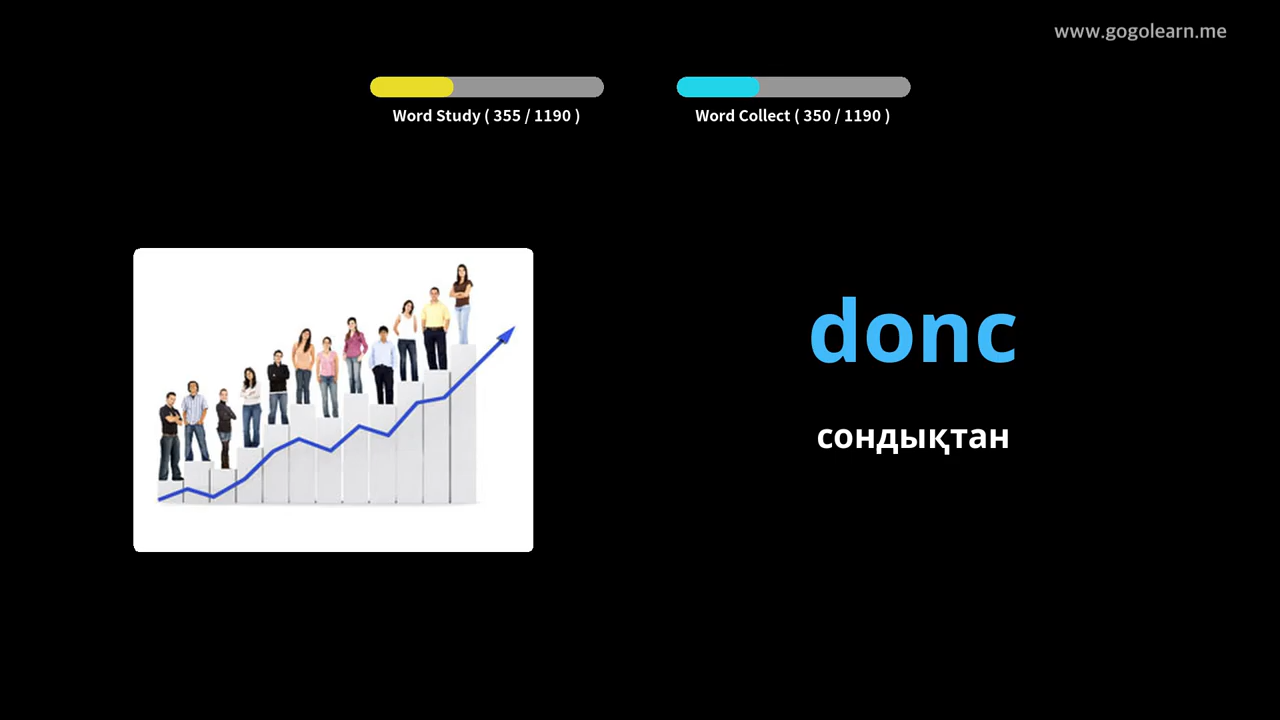 www.gogolearn.me
Word Study ( 355 / 1190 )
Word Collect ( 350 / 1190 )
donc
сондықтан